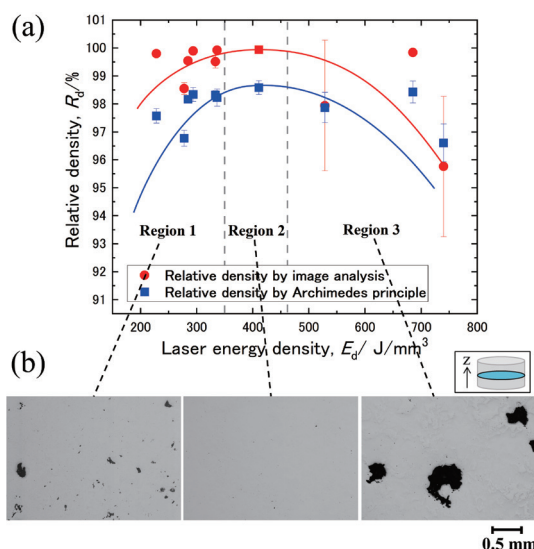 (a)
Relative density, Rd/%
100
99
98
97
96
95
94
93
92
91
Region 1
Region 2
Region 3
Relative density by image analysis
Relative density by Archimedes principle
200 300 400 500 600 700 800
Laser energy density, Ed/ J/mm³
(b)
z
0.5 mm